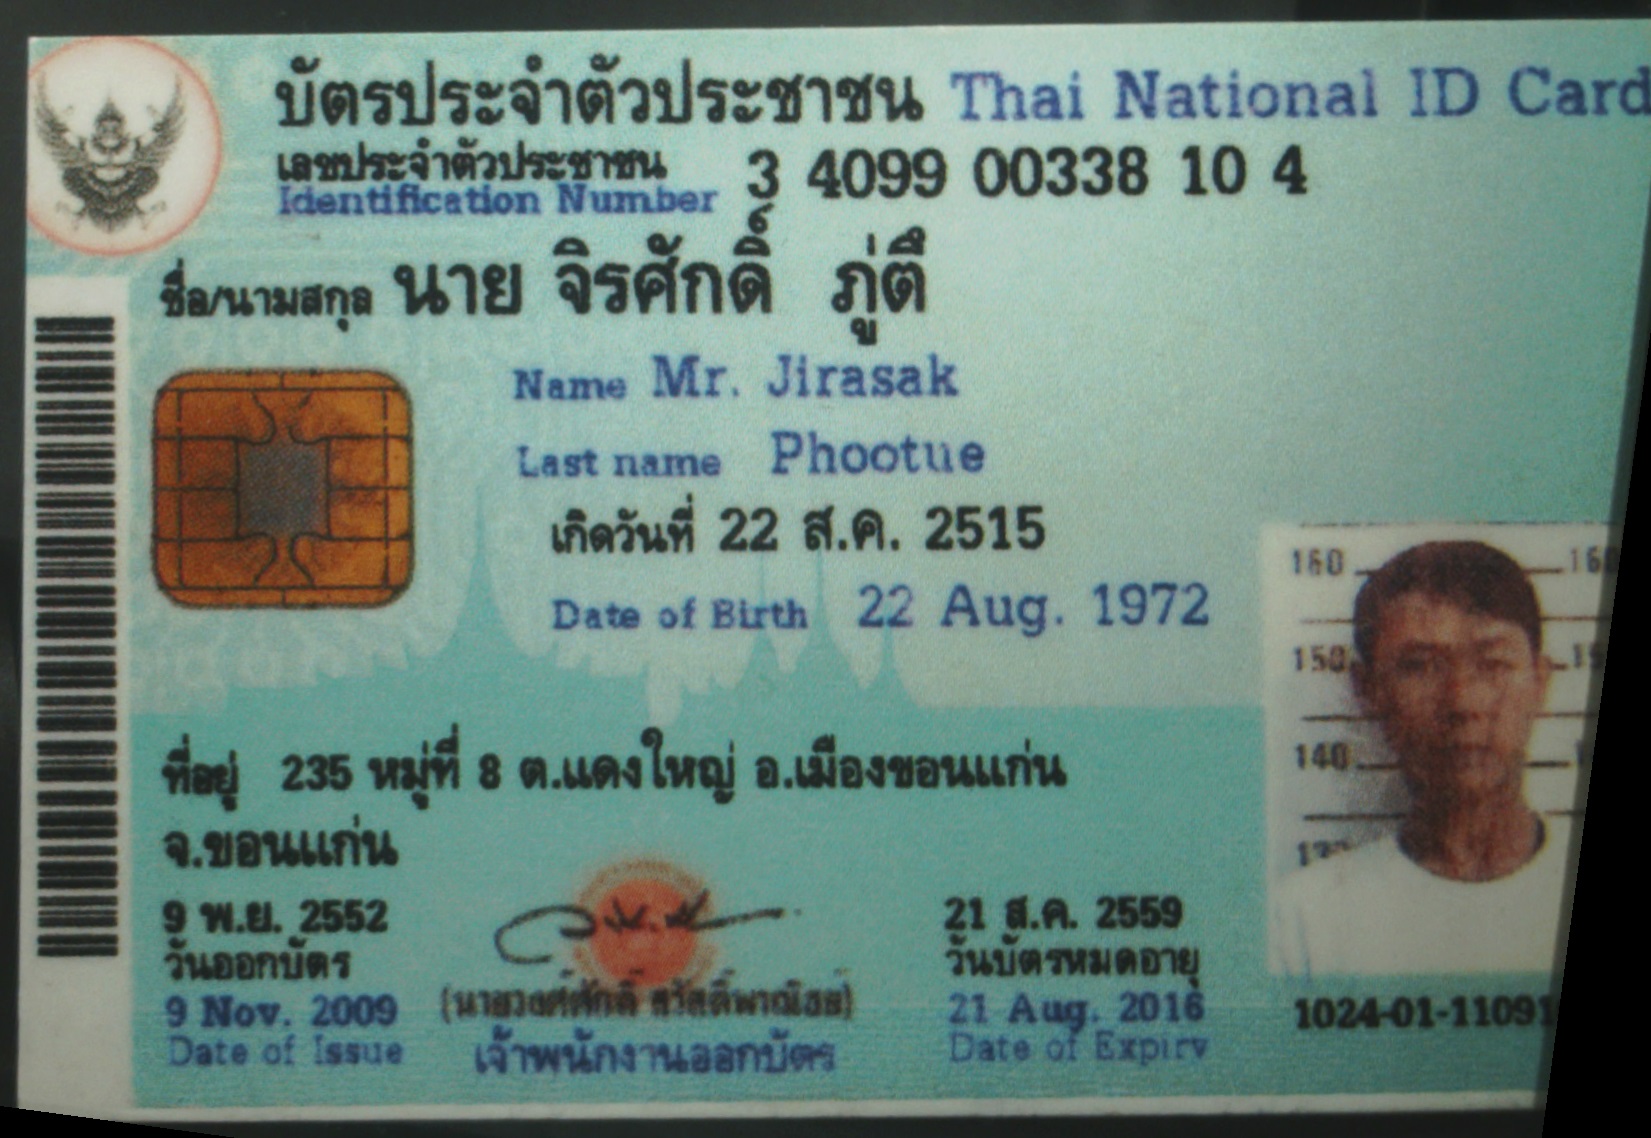 บัตรประจำตัวประชาชน Thai National ID Card
เลขประจำตัวประชาชน 3 4099 00338 10 4
Identification Number
ชื่อ/นามสกุล นาย จิรศักดิ์ ภู่ตึ
Name Mr. Jirasak
Last name Phootue
เกิดวันที่ 22 ส.ค. 2515
Date of Birth 22 Aug. 1972
160 160
150
140
ที่อยู่ 235 หมู่ที่ 8 ต.แดงใหญ่ อ.เมืองขอนแก่น
จ.ขอนแก่น
9 พ.ย. 2552
วันออกบัตร
9 Nov. 2009
Date of Issue
(นายวงศ์ศักดิ์ สวัสดิ์พาณิชย์)
เจ้าพนักงานออกบัตร
21 ส.ค. 2559
วันบัตรหมดอายุ
21 Aug. 2016
Date of Expiry
1024-01-11091